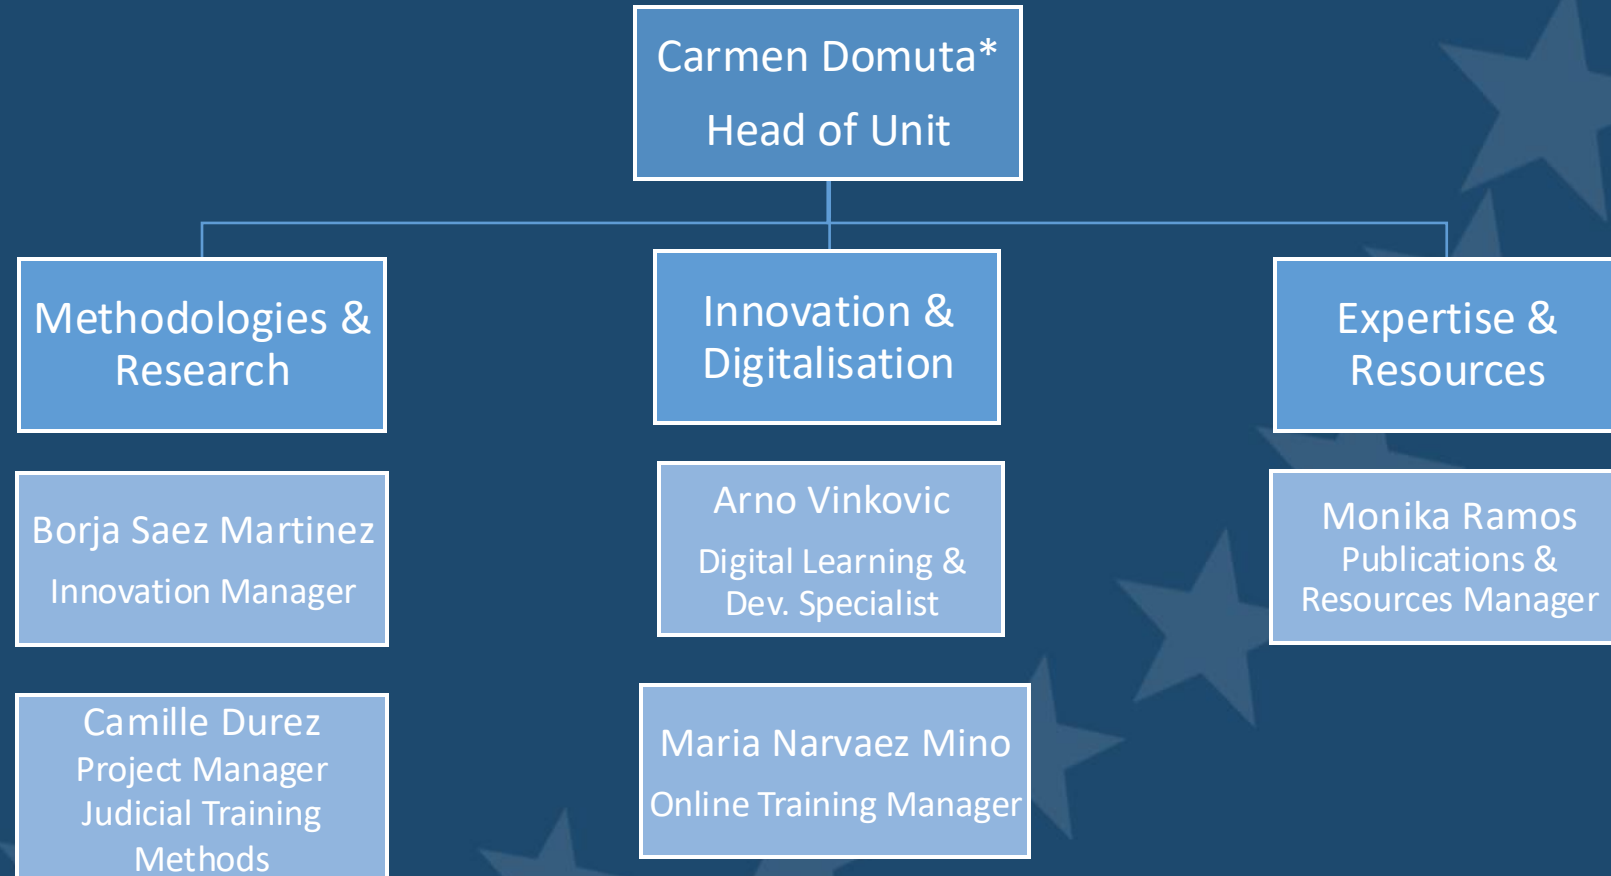 Carmen Domuta*
Head of Unit
Methodologies &
Research
Innovation &
Digitalisation
Expertise &
Resources
Borja Saez Martinez
Innovation Manager
Arno Vinkovic
Digital Learning &
Dev. Specialist
Monika Ramos
Publications &
Resources Manager
Camille Durez
Project Manager
Judicial Training
Methods
Maria Narvaez Mino
Online Training Manager